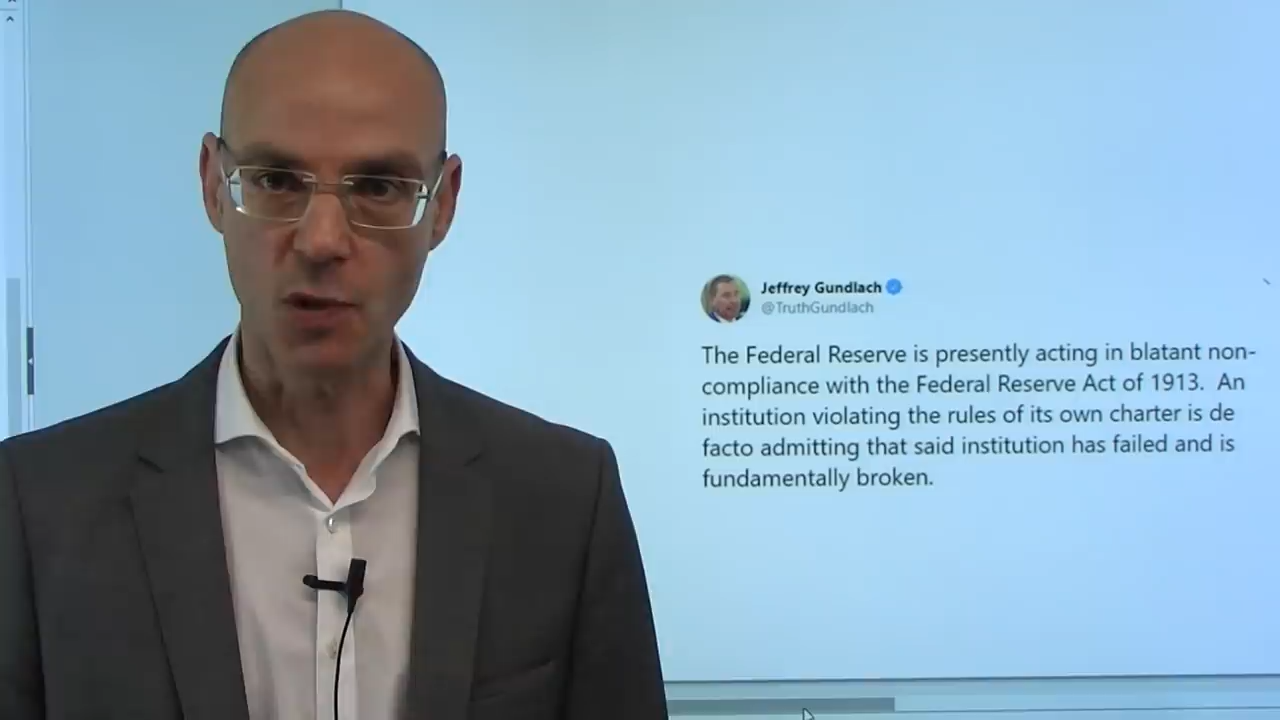 Jeffrey Gundlach
@TruthGundlach
The Federal Reserve is presently acting in blatant non-
compliance with the Federal Reserve Act of 1913. An
institution violating the rules of its own charter is de
facto admitting that said institution has failed and is
fundamentally broken.